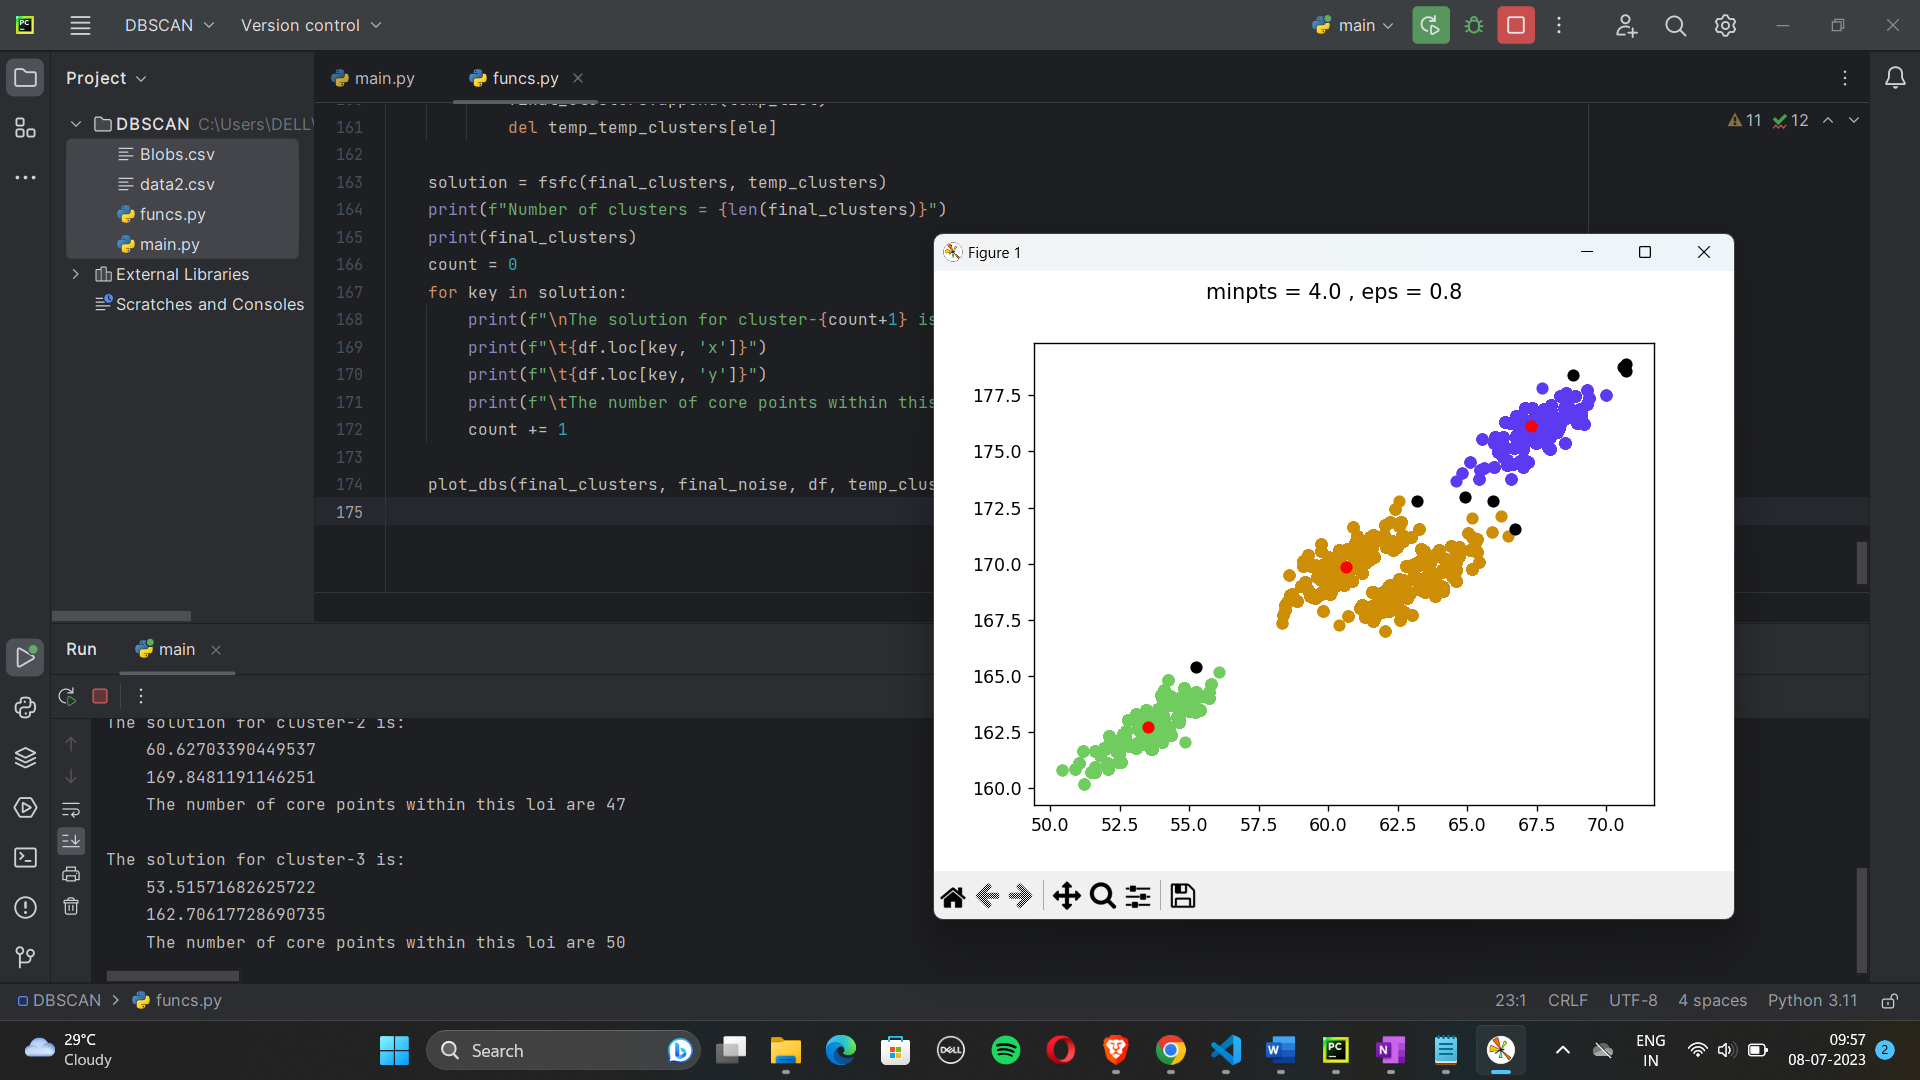 DBSCAN
Version control
main
Project
main.py
funcs.py
DBSCAN C:\Users\DELL\
Blobs.csv
data2.csv
funcs.py
main.py
External Libraries
Scratches and Consoles
11
12
161 del temp_temp_clusters[ele]
162
163 solution = fsfc(final_clusters, temp_clusters)
164 print(f"Number of clusters = {len(final_clusters)}")
165 print(final_clusters)
166 count = 0
167 for key in solution:
168 print(f"\nThe solution for cluster-{count+1} is
169 print(f"\t{df.loc[key, 'x']}")
170 print(f"\t{df.loc[key, 'y']}")
171 print(f"\tThe number of core points within this
172 count += 1
173
174 plot_dbs(final_clusters, final_noise, df, temp_clus
175
Figure 1
minpts = 4.0 , eps = 0.8
177.5
175.0
172.5
170.0
167.5
165.0
162.5
160.0
50.0 52.5 55.0 57.5 60.0 62.5 65.0 67.5 70.0
Run
main
The solution for cluster-2 is:
60.62703390449537
169.8481191146251
The number of core points within this loi are 47
The solution for cluster-3 is:
53.51571682625722
162.70617728690735
The number of core points within this loi are 50
DBSCAN > funcs.py
23:1 CRLF UTF-8 4 spaces Python 3.11
29°C
Cloudy
Search
DELL
ENG
IN
09:57
08-07-2023
2